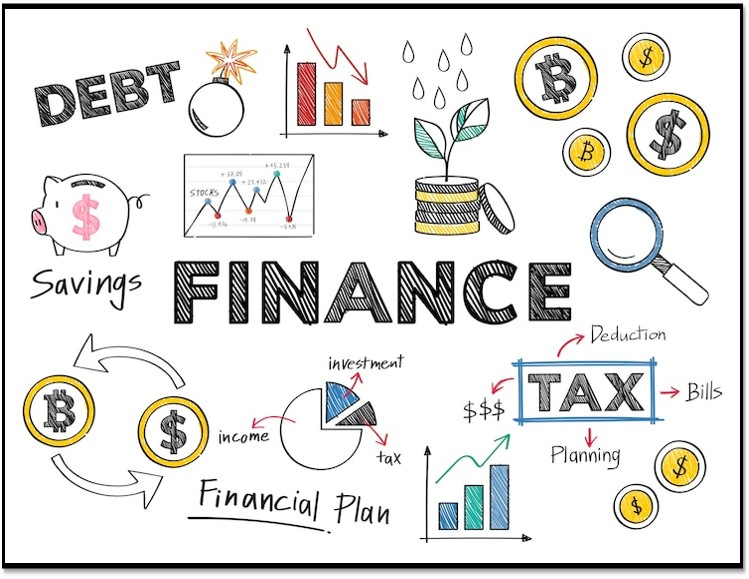 DEBT
STOCKS
$
Savings
FINANCE
investment
income
tax
Financial Plan
Deduction
TAX
$$$
Bills
Planning